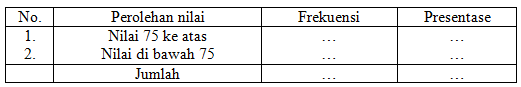 No. Perolehan nilai Frekuensi Presentase
1. Nilai 75 ke atas … …
2. Nilai di bawah 75 … …
Jumlah … …